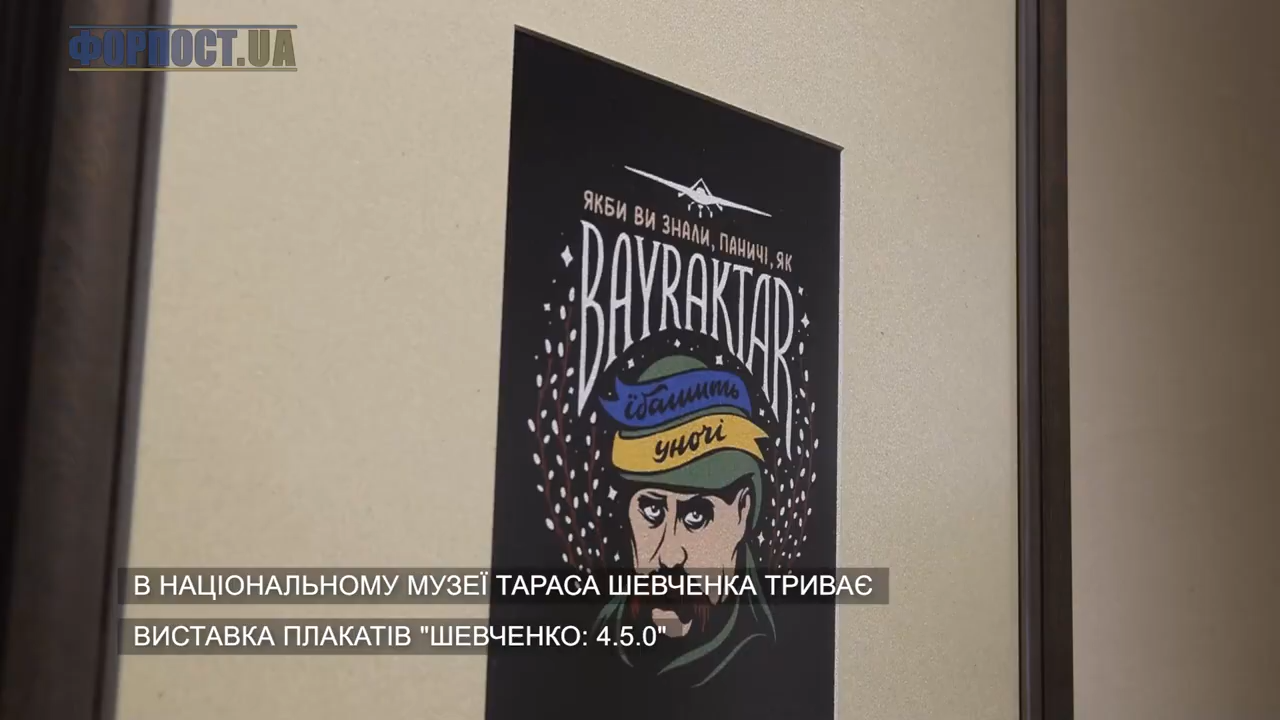 ФОРПОСТ.UA
ЯКБИ ВИ ЗНАЛИ, ПАНИЧІ, ЯК
BAYRAKTAR
їбашить
уночі
В НАЦІОНАЛЬНОМУ МУЗЕЇ ТАРАСА ШЕВЧЕНКА ТРИВАЄ
ВИСТАВКА ПЛАКАТІВ "ШЕВЧЕНКО: 4.5.0"